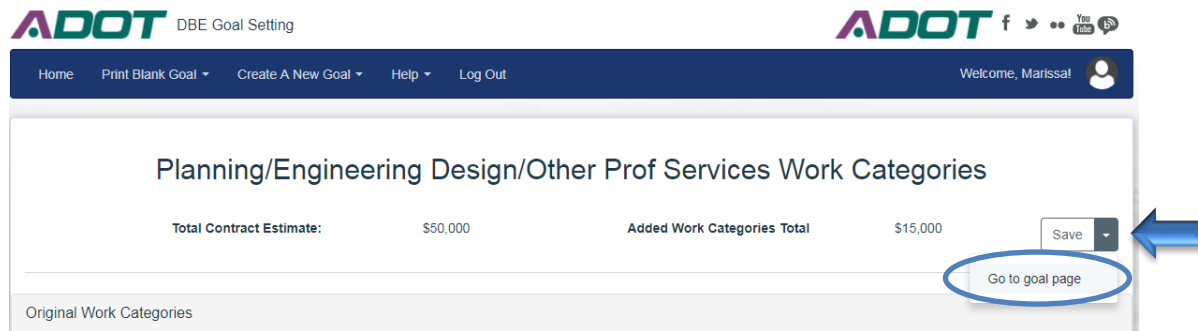 ADOT DBE Goal Setting ADOT f You Tube b
Home Print Blank Goal Create A New Goal Help Log Out Welcome, Marissa!
Planning/Engineering Design/Other Prof Services Work Categories
Total Contract Estimate: $50,000 Added Work Categories Total $15,000 Save
Go to goal page
Original Work Categories